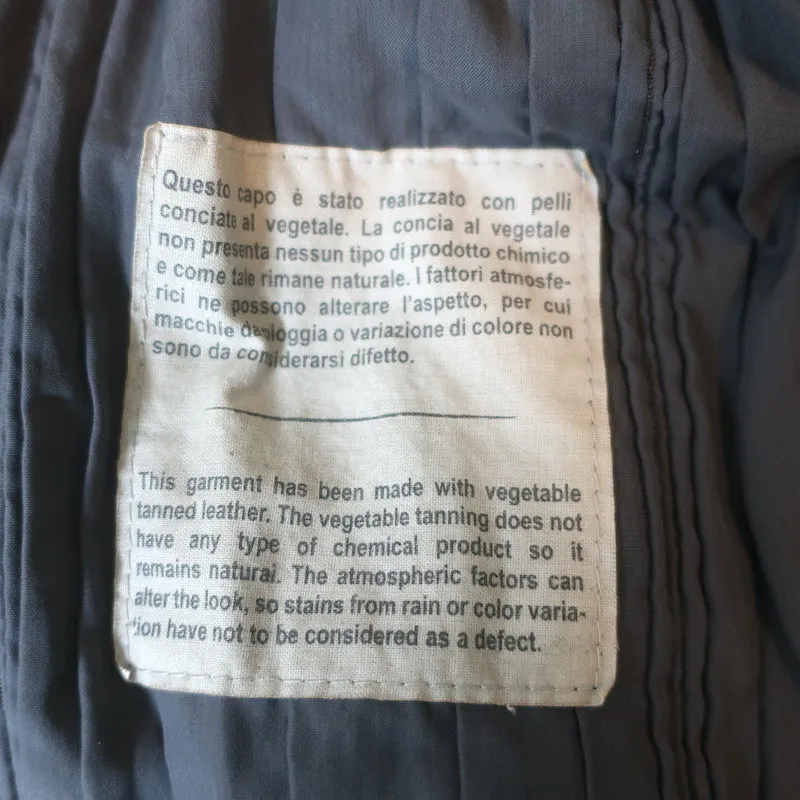 Questo capo è stato realizzato con pelli
conciate al vegetale. La concia al vegetale
non presenta nessun tipo di prodotto chimico
e come tale rimane naturale. I fattori atmosfe-
rici ne possono alterare l'aspetto, per cui
macchie da pioggia o variazione di colore non
sono da considerarsi difetto.
This garment has been made with vegetable
tanned leather. The vegetable tanning does not
have any type of chemical product so it
remains natural. The atmospheric factors can
alter the look, so stains from rain or color varia-
tion have not to be considered as a defect.